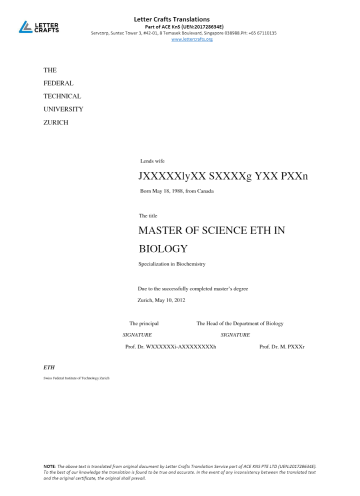 LETTER
CRAFTS
Letter Crafts Translations
Part of ACE KnS (UEN:201728634E)
Servcorp, Suntec Tower 3, #42-01, 8 Temasek Boulevard, Singapore 038988 PH: +65 67110135
www.lettercrafts.org
THE
FEDERAL
TECHNICAL
UNIVERSITY
ZURICH
Lends wife
JXXXXXlyXX SXXXXg YXX PXXn
Born May 18, 1988, from Canada
The title
MASTER OF SCIENCE ETH IN
BIOLOGY
Specialization in Biochemistry
Due to the successfully completed master's degree
Zurich, May 10, 2012
The principal The Head of the Department of Biology
SIGNATURE SIGNATURE
Prof. Dr. WXXXXXXi-AXXXXXXXXh Prof. Dr. M. PXXXr
ETH
Swiss Federal Institute of Technology Zurich
NOTE: The above text is translated from original document by Letter Crafts Translation Service part of ACE KNS PTE LTD (UEN:201728634E)
To the best of our knowledge the translation is found to be true and accurate. In the event of any inconsistency between the translated text
and the original certificate, the original shall prevail.